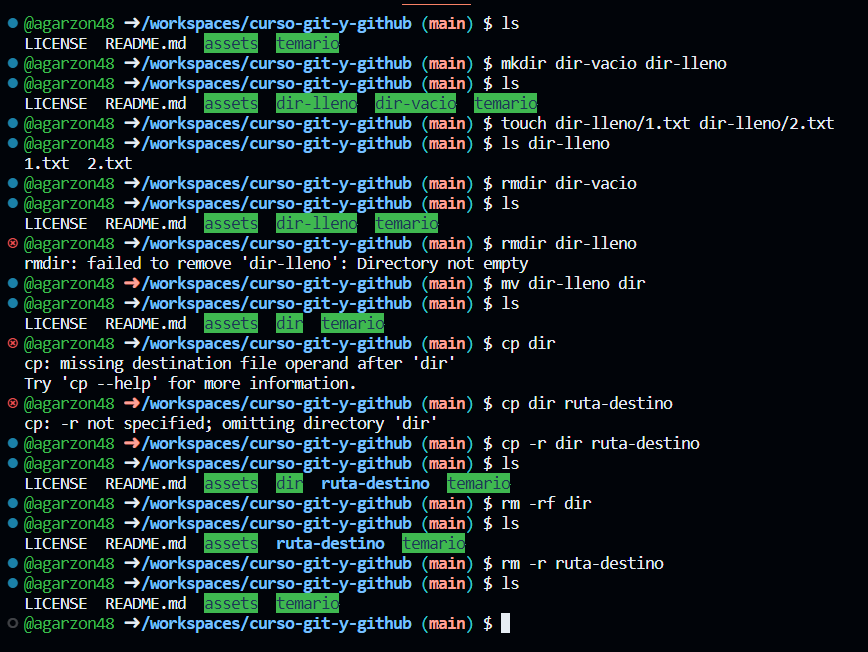 @agarzon48 ➜/workspaces/curso-git-y-github (main) $ ls
LICENSE  README.md  assets  temario
@agarzon48 ➜/workspaces/curso-git-y-github (main) $ mkdir dir-vacio dir-lleno
@agarzon48 ➜/workspaces/curso-git-y-github (main) $ ls
LICENSE  README.md  assets  dir-lleno  dir-vacio  temario
@agarzon48 ➜/workspaces/curso-git-y-github (main) $ touch dir-lleno/1.txt dir-lleno/2.txt
@agarzon48 ➜/workspaces/curso-git-y-github (main) $ ls dir-lleno
1.txt  2.txt
@agarzon48 ➜/workspaces/curso-git-y-github (main) $ rmdir dir-vacio
@agarzon48 ➜/workspaces/curso-git-y-github (main) $ ls
LICENSE  README.md  assets  dir-lleno  temario
@agarzon48 ➜/workspaces/curso-git-y-github (main) $ rmdir dir-lleno
rmdir: failed to remove 'dir-lleno': Directory not empty
@agarzon48 ➜/workspaces/curso-git-y-github (main) $ mv dir-lleno dir
@agarzon48 ➜/workspaces/curso-git-y-github (main) $ ls
LICENSE  README.md  assets  dir  temario
@agarzon48 ➜/workspaces/curso-git-y-github (main) $ cp dir
cp: missing destination file operand after 'dir'
Try 'cp --help' for more information.
@agarzon48 ➜/workspaces/curso-git-y-github (main) $ cp dir ruta-destino
cp: -r not specified; omitting directory 'dir'
@agarzon48 ➜/workspaces/curso-git-y-github (main) $ cp -r dir ruta-destino
@agarzon48 ➜/workspaces/curso-git-y-github (main) $ ls
LICENSE  README.md  assets  dir  ruta-destino  temario
@agarzon48 ➜/workspaces/curso-git-y-github (main) $ rm -rf dir
@agarzon48 ➜/workspaces/curso-git-y-github (main) $ ls
LICENSE  README.md  assets  ruta-destino  temario
@agarzon48 ➜/workspaces/curso-git-y-github (main) $ rm -r ruta-destino
@agarzon48 ➜/workspaces/curso-git-y-github (main) $ ls
LICENSE  README.md  assets  temario
@agarzon48 ➜/workspaces/curso-git-y-github (main) $